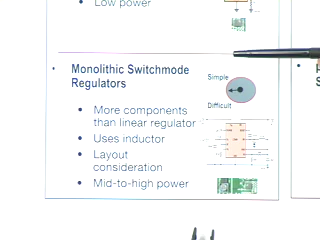 • Low power
• Monolithic Switchmode
Regulators
Simple
Difficult
• More components
than linear regulator
• Uses inductor
• Layout
consideration
• Mid-to-high power
•